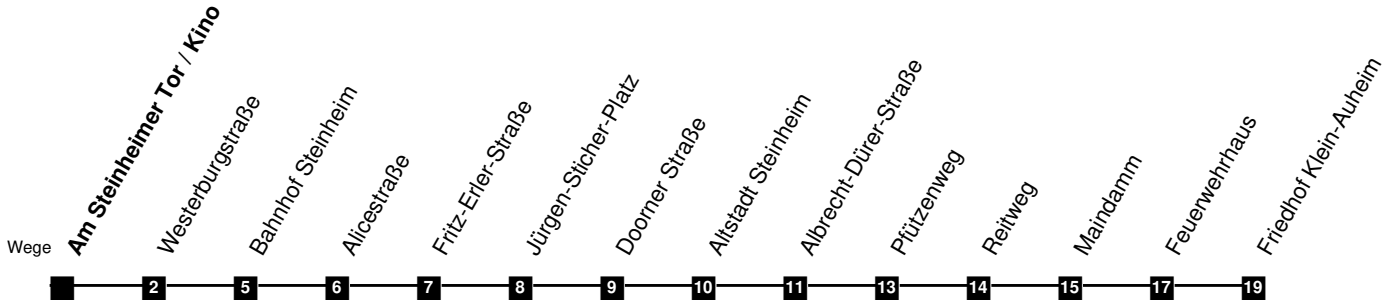 Am Steinheimer Tor / Kino
Westerburgstraße
Bahnhof Steinheim
Alicestraße
Fritz-Erler-Straße
Jürgen-Sticher-Platz
Doorner Straße
Altstadt Steinheim
Albrecht-Dürer-Straße
Pfützenweg
Reitweg
Maindamm
Feuerwehrhaus
Friedhof Klein-Auheim
Wege
2 5 6 7 8 9 10 11 13 14 15 17 19